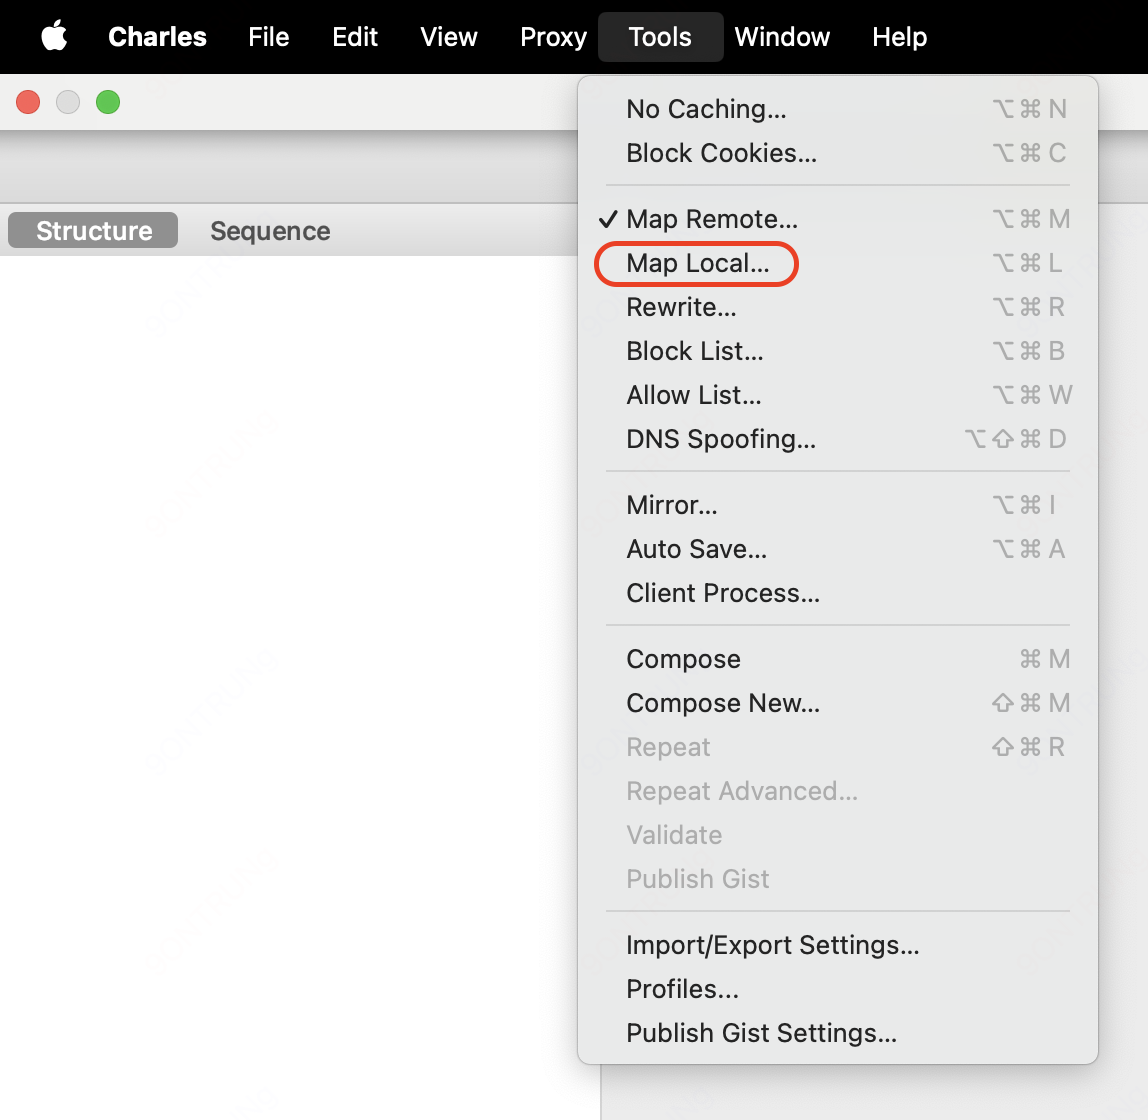 Charles File Edit View Proxy Tools Window Help
No Caching... ⌥⌘N
Block Cookies... ⌥⌘C
Structure Sequence
✓ Map Remote... ⌥⌘M
Map Local... ⌥⌘L
Rewrite... ⌥⌘R
Block List... ⌥⌘B
Allow List... ⌥⌘W
DNS Spoofing... ⌥⇧⌘D
Mirror... ⌥⌘I
Auto Save... ⌥⌘A
Client Process...
Compose ⌘M
Compose New... ⇧⌘M
Repeat ⇧⌘R
Repeat Advanced...
Validate
Publish Gist
Import/Export Settings...
Profiles...
Publish Gist Settings...